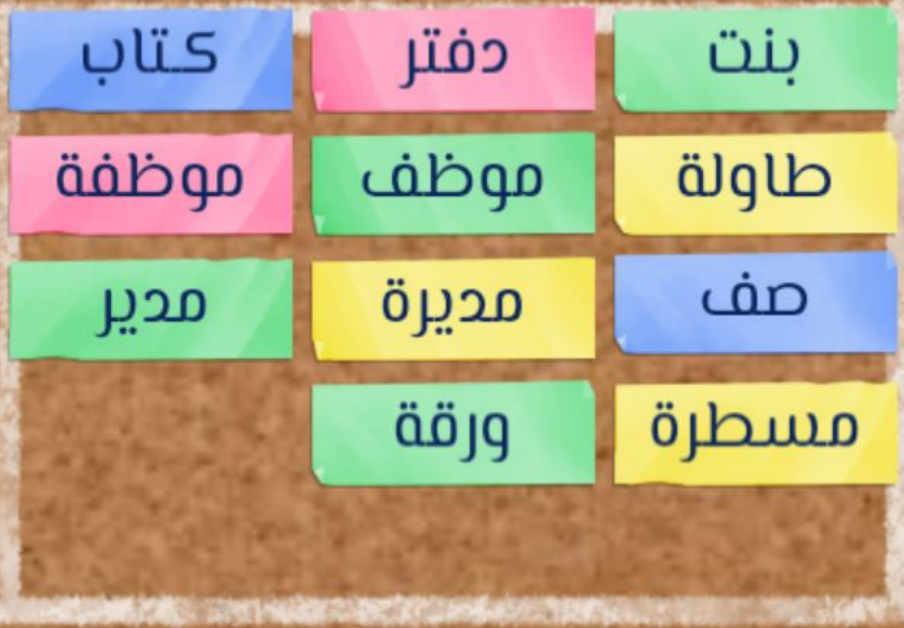 بنت دفتر كتاب
طاولة موظف موظفة
صف مديرة مدير
مسطرة ورقة